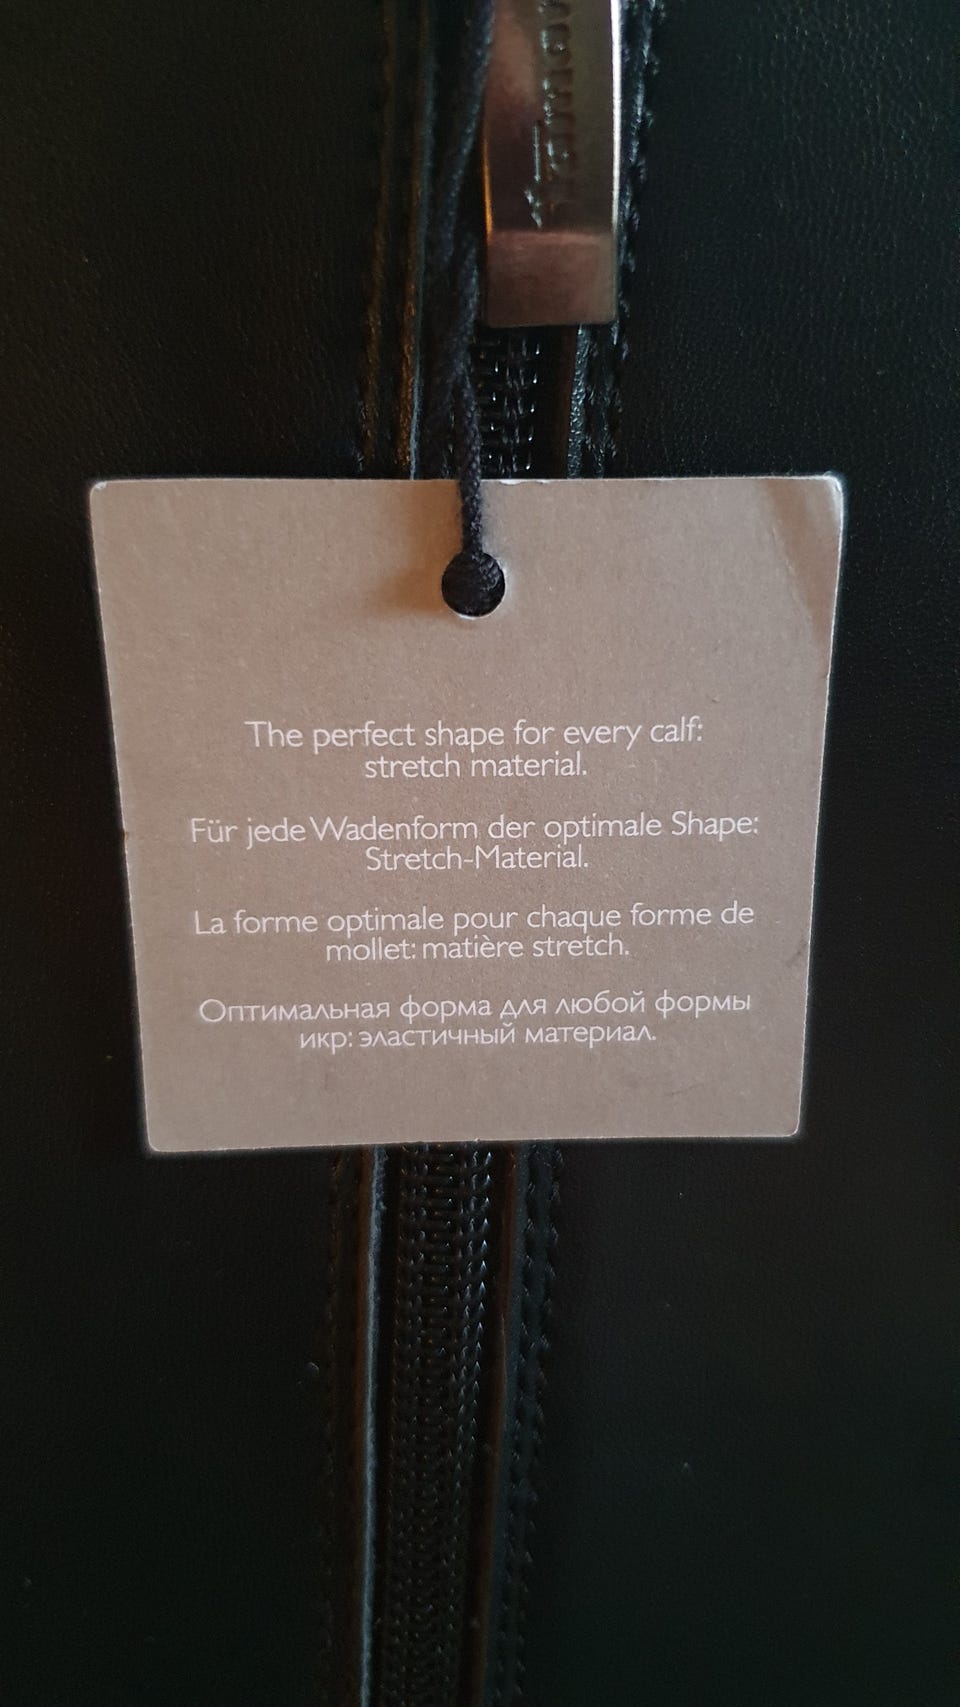 The perfect shape for every calf:
stretch material.
Für jede Wadenform der optimale Shape:
Stretch-Material.
La forme optimale pour chaque forme de
mollet: matière stretch.
Оптимальная форма для любой формы
икр: эластичный материал.